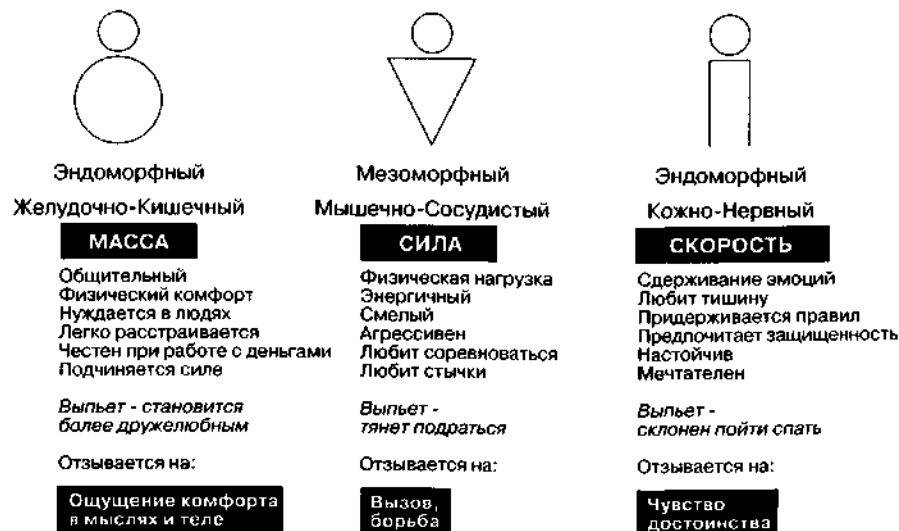 Эндоморфный
Желудочно-Кишечный
МАССА
Общительный
Физический комфорт
Нуждается в людях
Легко расстраивается
Честен при работе с деньгами
Подчиняется силе
Выпьет - становится
более дружелюбным
Отзывается на:
Ощущение комфорта
в мыслях и теле
Мезоморфный
Мышечно-Сосудистый
СИЛА
Физическая нагрузка
Энергичный
Смелый
Агрессивен
Любит соревноваться
Любит стычки
Выпьет -
тянет подраться
Отзывается на:
Вызов,
борьба
Эндоморфный
Кожно-Нервный
СКОРОСТЬ
Сдерживание эмоций
Любит тишину
Придерживается правил
Предпочитает защищенность
Настойчив
Мечтателен
Выпьет -
склонен пойти спать
Отзывается на:
Чувство
достоинства